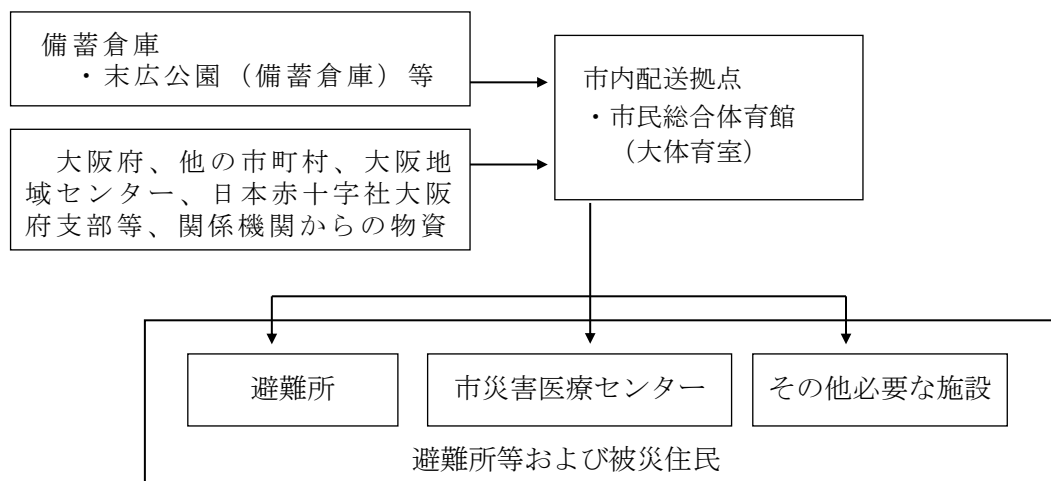 備蓄倉庫
・末広公園（備蓄倉庫）等
大阪府、他の市町村、大阪地
域センター、日本赤十字社大阪
府支部等、関係機関からの物資
市内配送拠点
・市民総合体育館
（大体育室）
避難所
市災害医療センター
その他必要な施設
避難所等および被災住民